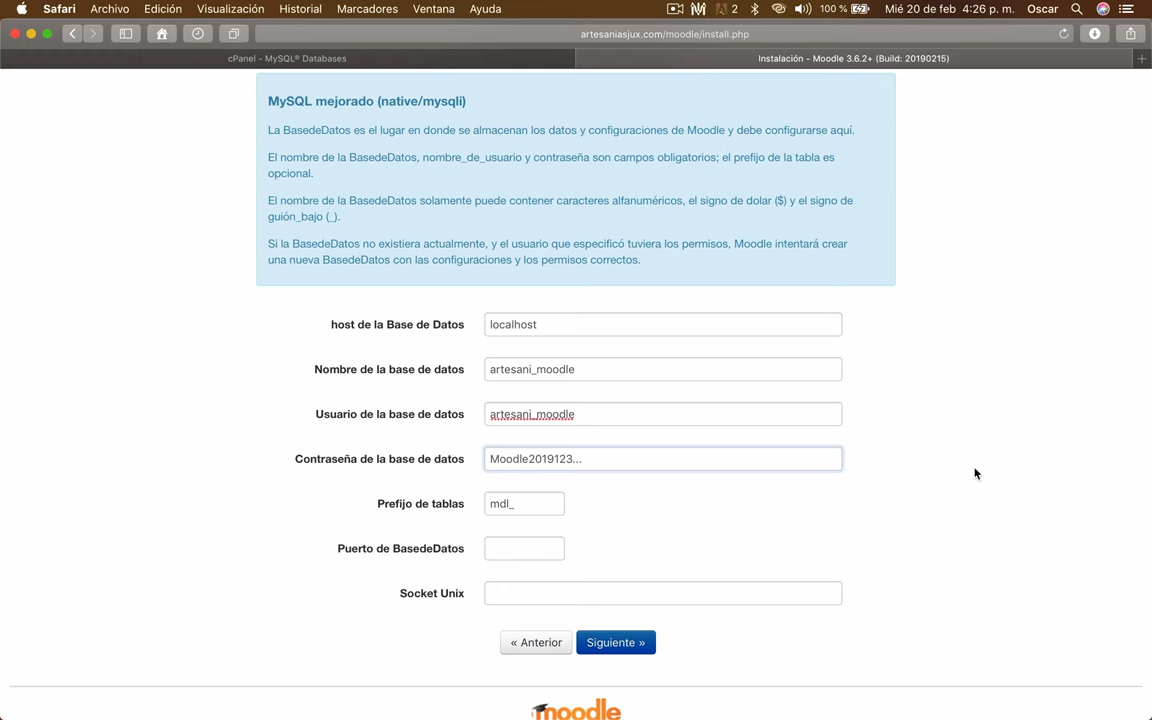 Safari Archivo Edición Visualización Historial Marcadores Ventana Ayuda 2 100 % Mié 20 de feb 4:26 p. m. Oscar
artesaniasjux.com/moodle/install.php
cPanel - MySQL® Databases
Instalación - Moodle 3.6.2+ (Build: 20190215)
MySQL mejorado (native/mysqli)
La BasedeDatos es el lugar en donde se almacenan los datos y configuraciones de Moodle y debe configurarse aquí.
El nombre de la BasedeDatos, nombre_de_usuario y contraseña son campos obligatorios; el prefijo de la tabla es
opcional.
El nombre de la BasedeDatos solamente puede contener caracteres alfanuméricos, el signo de dolar ($) y el signo de
guión_bajo (_).
Si la BasedeDatos no existiera actualmente, y el usuario que especificó tuviera los permisos, Moodle intentará crear
una nueva BasedeDatos con las configuraciones y los permisos correctos.
host de la Base de Datos localhost
Nombre de la base de datos artesani_moodle
Usuario de la base de datos artesani_moodle
Contraseña de la base de datos Moodle2019123...
Prefijo de tablas mdl_
Puerto de BasedeDatos
Socket Unix
« Anterior Siguiente »
moodle